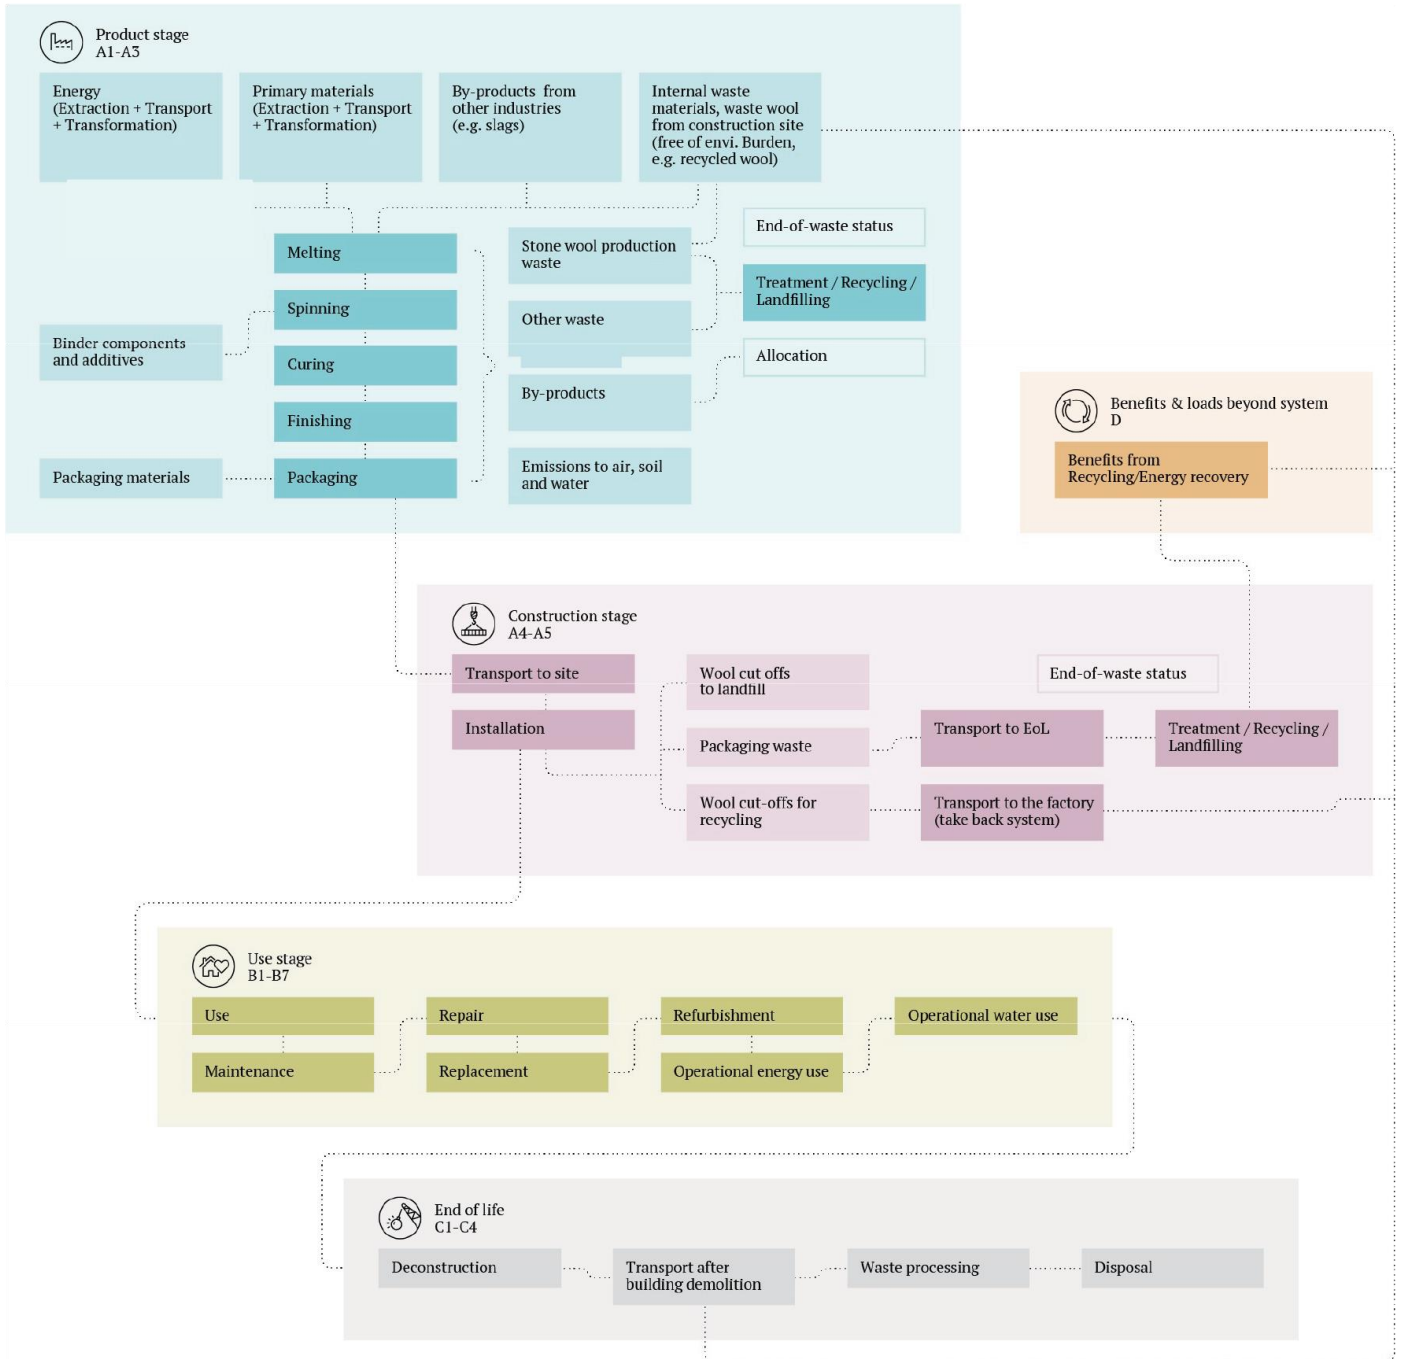 Product stage
A1-A3
Energy
(Extraction + Transport
+ Transformation)
Primary materials
(Extraction + Transport
+ Transformation)
By-products from
other industries
(e.g. slags)
Internal waste
materials, waste wool
from construction site
(free of envi. Burden,
e.g. recycled wool)
Melting
Spinning
Curing
Finishing
Packaging
Binder components
and additives
Packaging materials
Stone wool production
waste
Other waste
By-products
Emissions to air, soil
and water
End-of-waste status
Treatment / Recycling /
Landfilling
Allocation
Benefits & loads beyond system
D
Benefits from
Recycling/Energy recovery
Construction stage
A4-A5
Transport to site
Installation
Wool cut offs
to landfill
Packaging waste
Wool cut-offs for
recycling
End-of-waste status
Transport to EoL
Treatment / Recycling /
Landfilling
Transport to the factory
(take back system)
Use stage
B1-B7
Use
Maintenance
Repair
Replacement
Refurbishment
Operational energy use
Operational water use
End of life
C1-C4
Deconstruction
Transport after
building demolition
Waste processing
Disposal